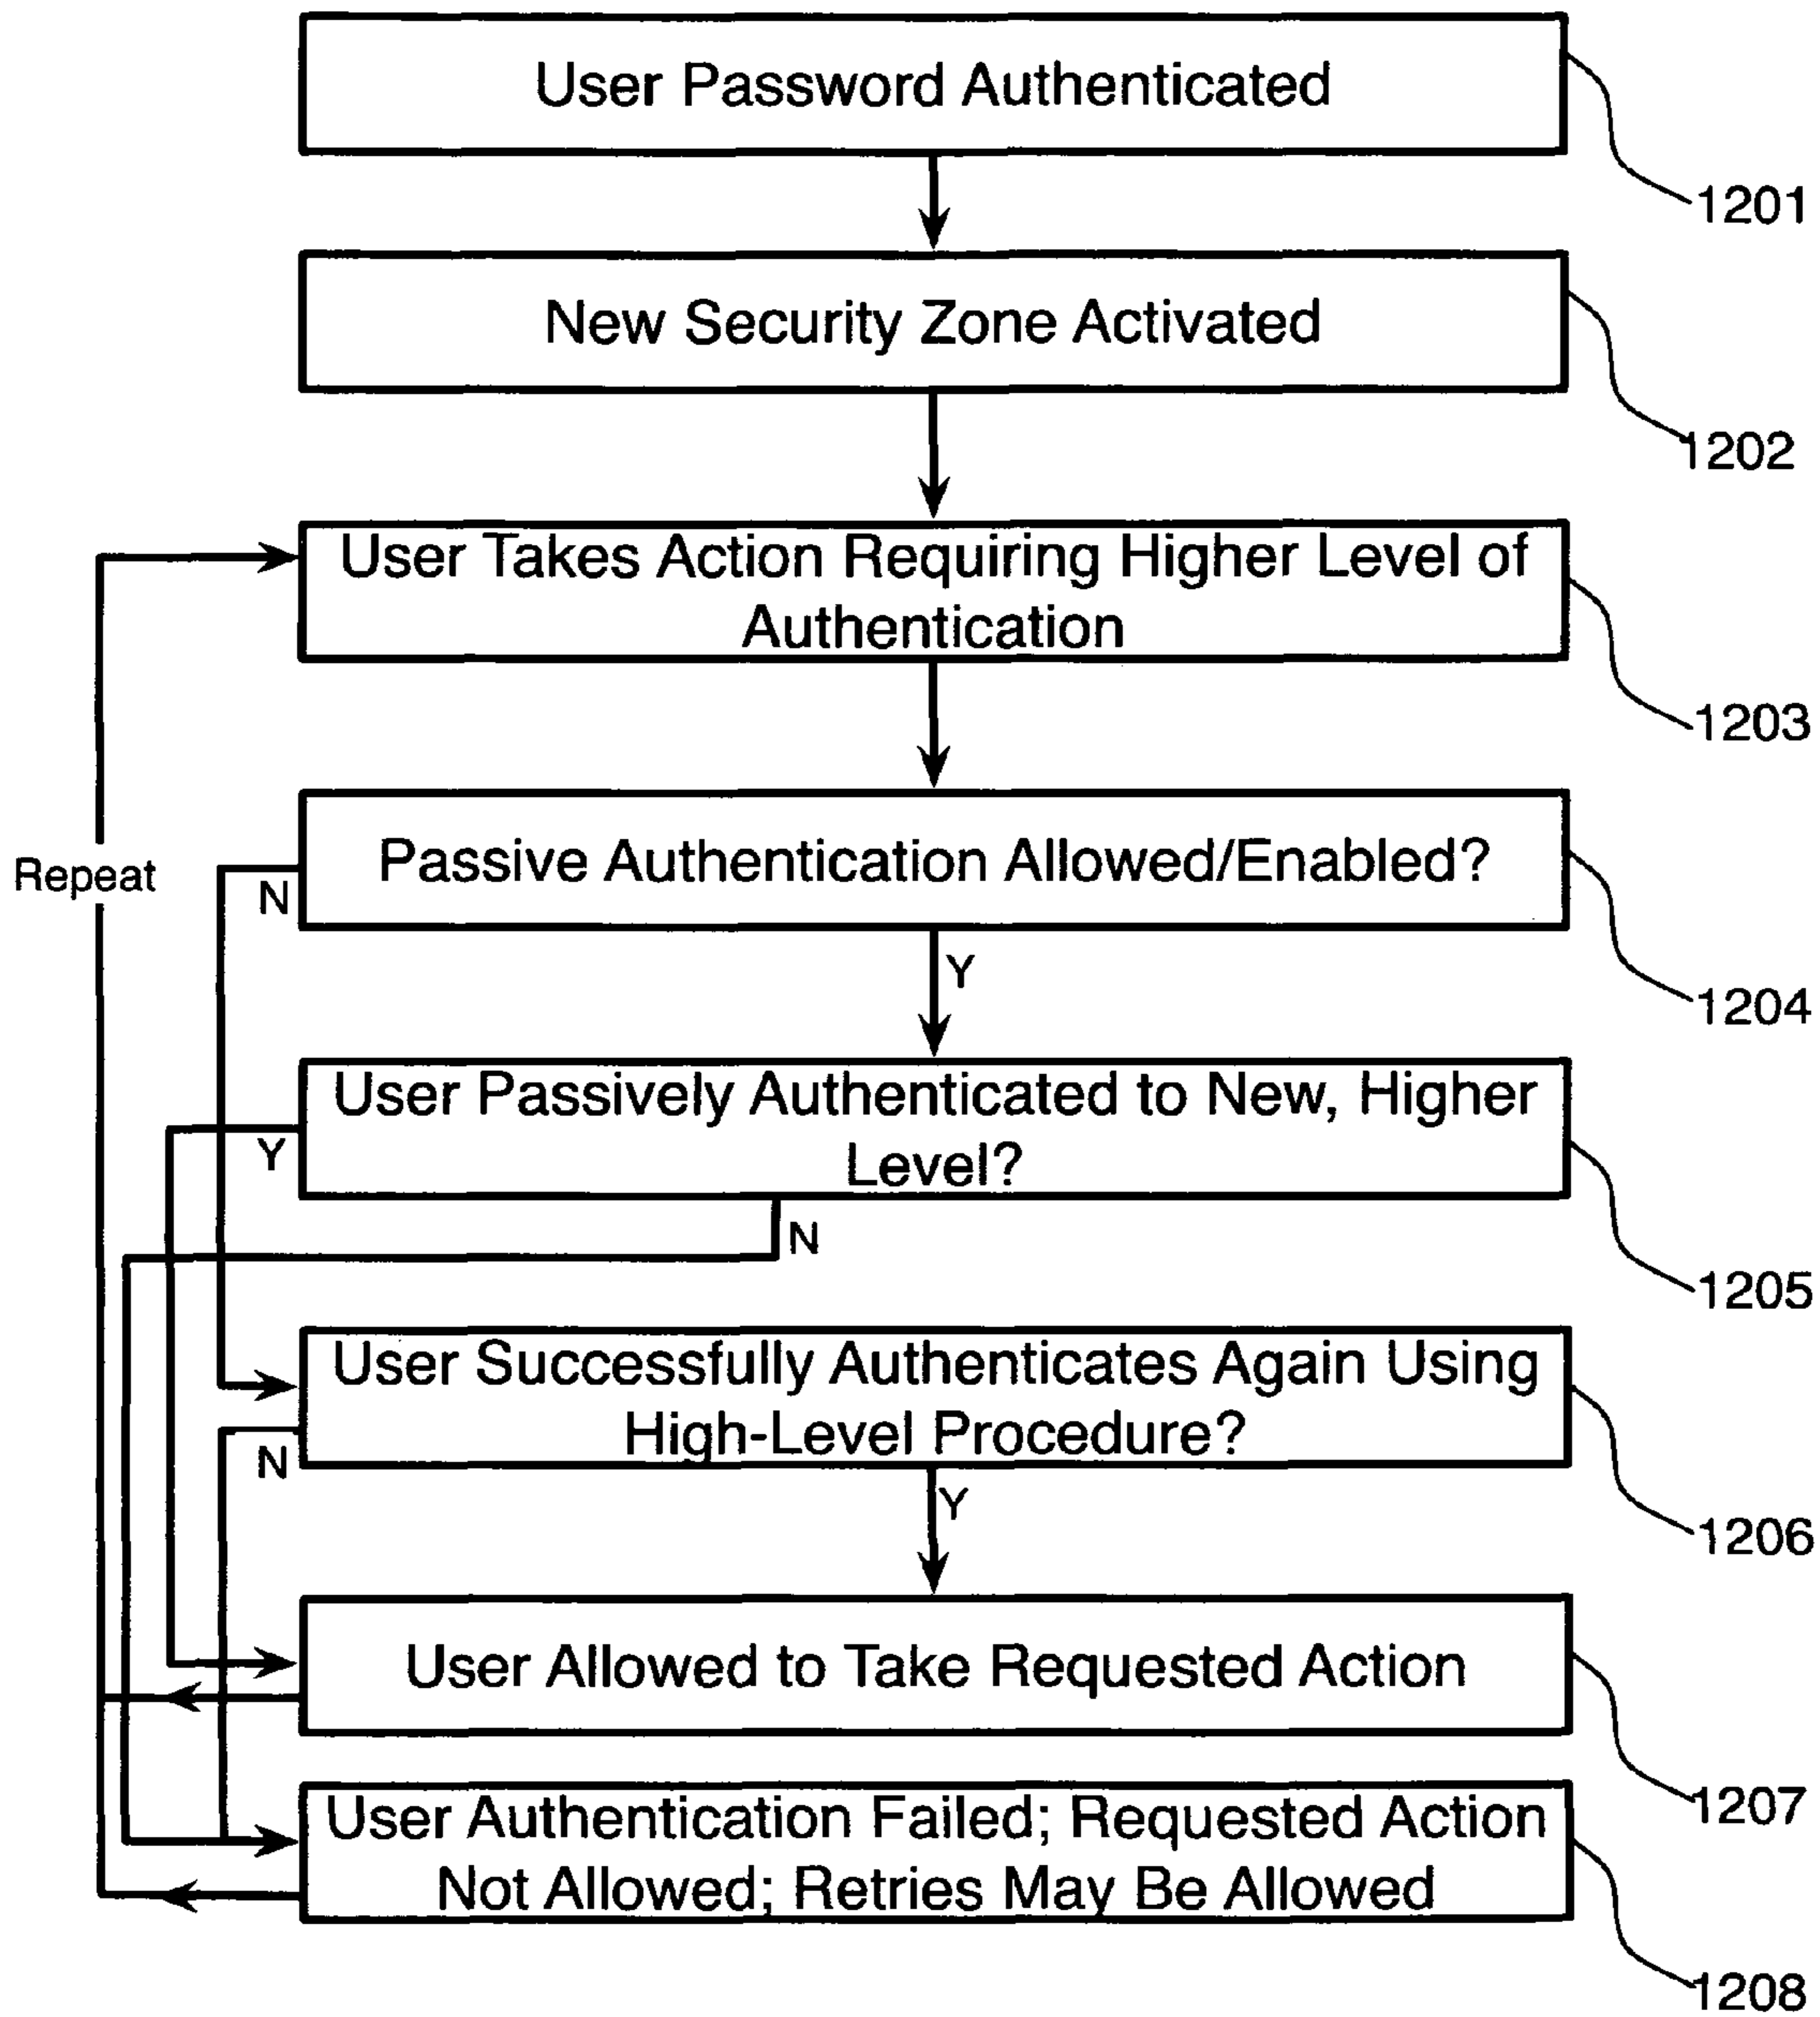 User Password Authenticated
1201
New Security Zone Activated
1202
User Takes Action Requiring Higher Level of
Authentication
1203
Passive Authentication Allowed/Enabled?
Repeat
N
Y
1204
User Passively Authenticated to New, Higher
Level?
Y
N
1205
User Successfully Authenticates Again Using
High-Level Procedure?
N
Y
1206
User Allowed to Take Requested Action
1207
User Authentication Failed; Requested Action
Not Allowed; Retries May Be Allowed
1208